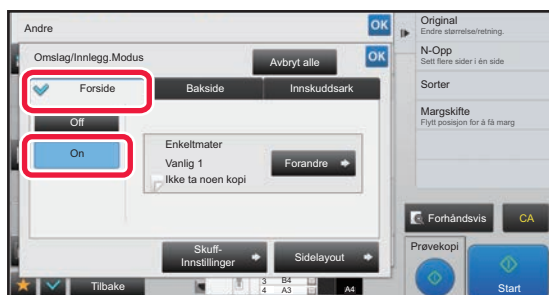 Andre
OK
Omslag/Innlegg.Modus
Avbryt alle
OK
Forside
Bakside
Innskuddsark
Off
On
Enkeltmater
Vanlig 1
Ikke ta noen kopi
Forandre
Skuff-
Innstillinger
Sidelayout
Tilbake
3 B4
4 A3
A4
Original
Endre størrelse/retning.
N-Opp
Sett flere sider i én side
Sorter
Margskifte
Flytt posisjon for å få marg
Forhåndsvis
CA
Prøvekopi
Start